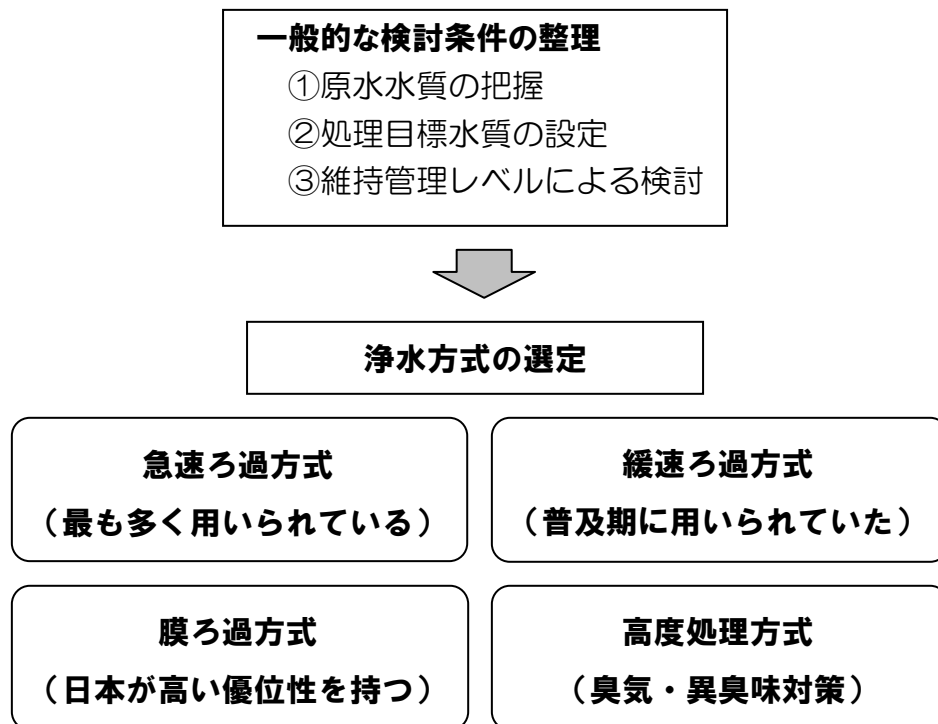 一般的な検討条件の整理
①原水水質の把握
②処理目標水質の設定
③維持管理レベルによる検討
浄水方式の選定
急速ろ過方式
（最も多く用いられている）
緩速ろ過方式
（普及期に用いられていた）
膜ろ過方式
（日本が高い優位性を持つ）
高度処理方式
（臭気・異臭味対策）